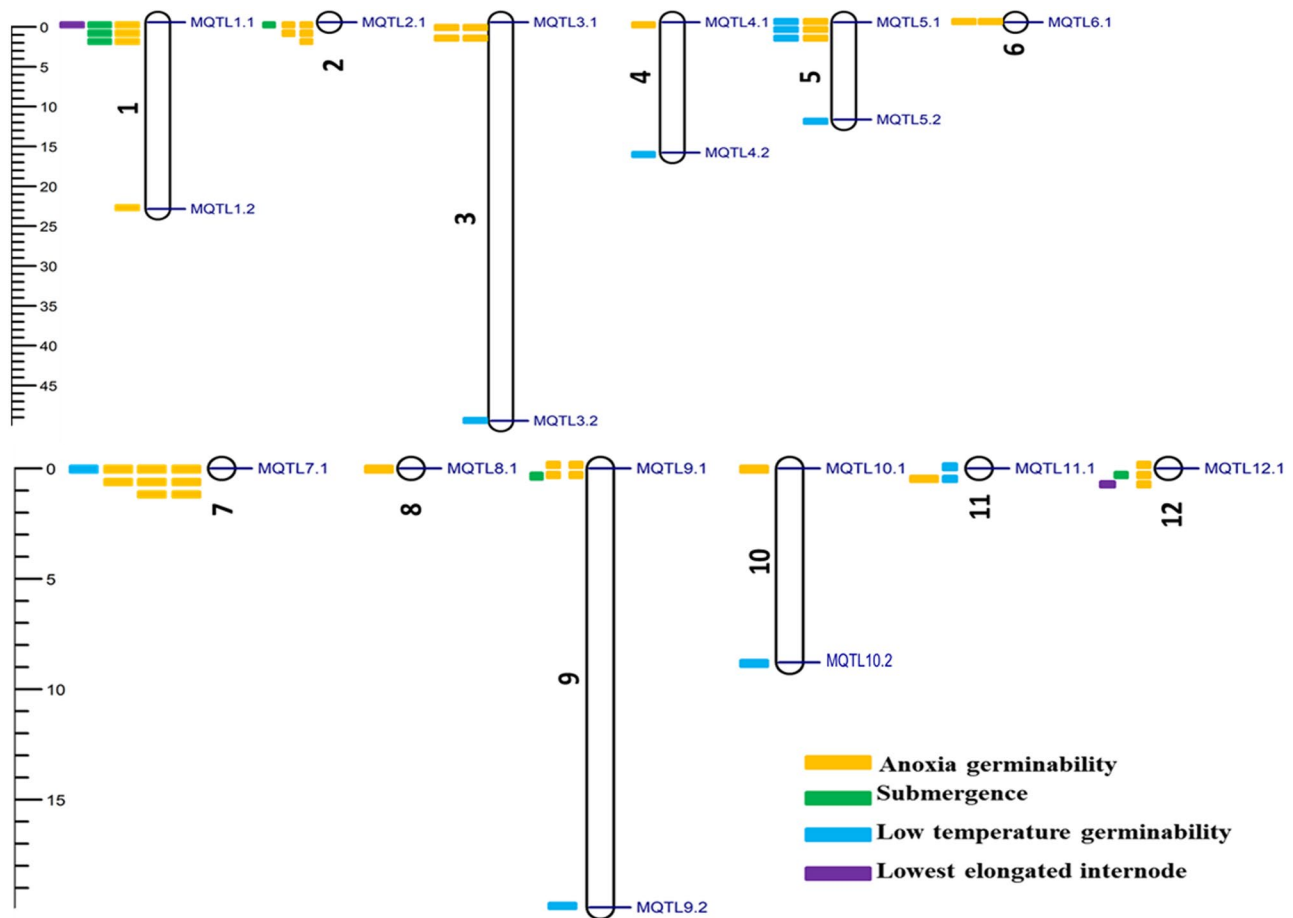 0
5
10
15
20
25
30
35
40
45
1
MQTL1.1
MQTL1.2
2
MQTL2.1
3
MQTL3.1
MQTL3.2
4
MQTL4.1
MQTL4.2
5
MQTL5.1
MQTL5.2
6
MQTL6.1
0
5
10
15
7
MQTL7.1
8
MQTL8.1
9
MQTL9.1
MQTL9.2
10
MQTL10.1
MQTL10.2
11
MQTL11.1
12
MQTL12.1
Anoxia germinability
Submergence
Low temperature germinability
Lowest elongated internode